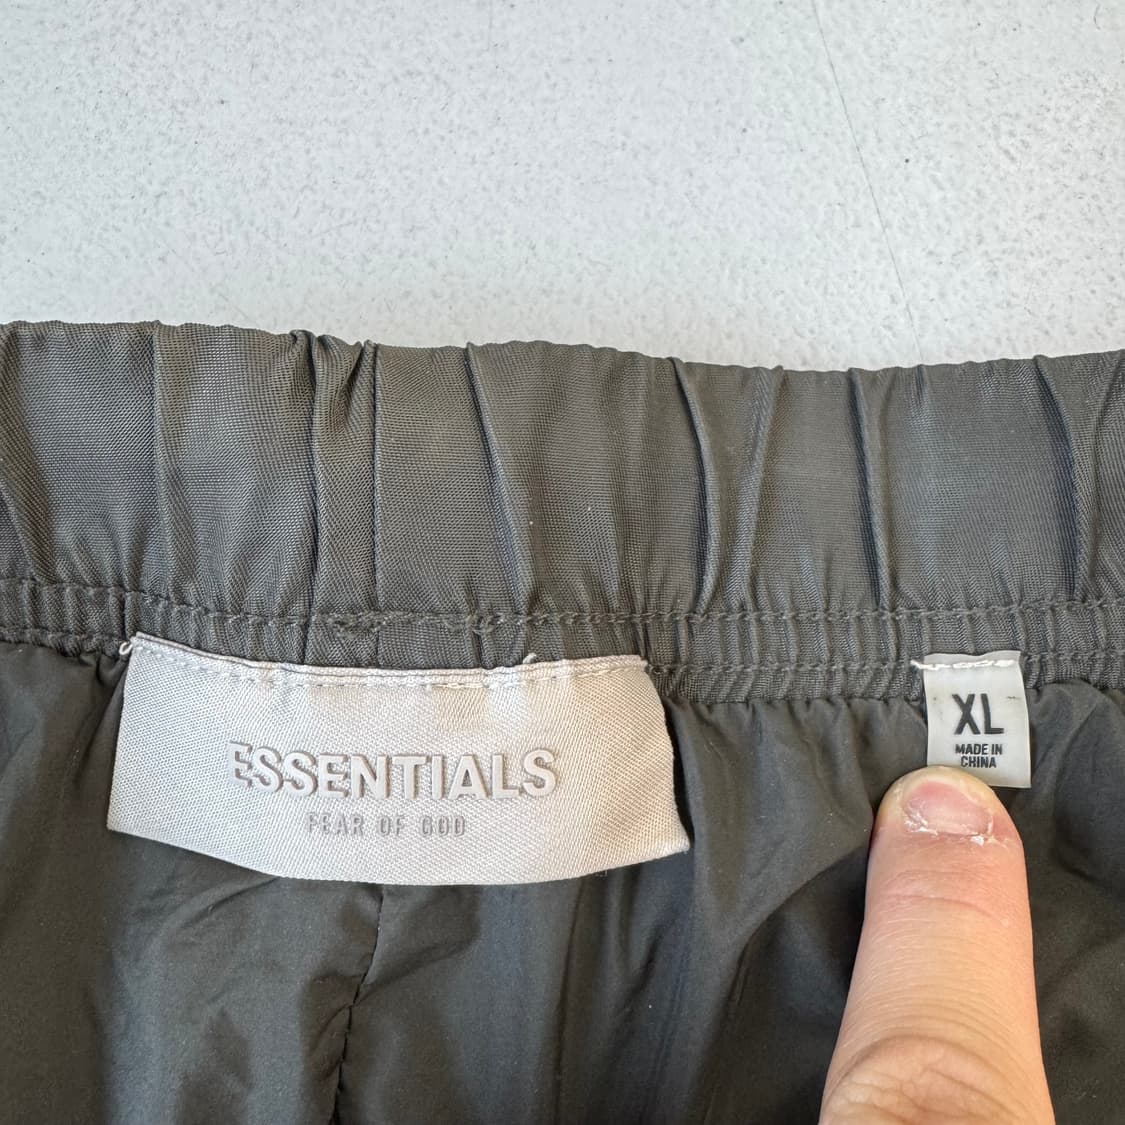 ESSENTIALS
FEAR OF GOD
XL
MADE IN
CHINA